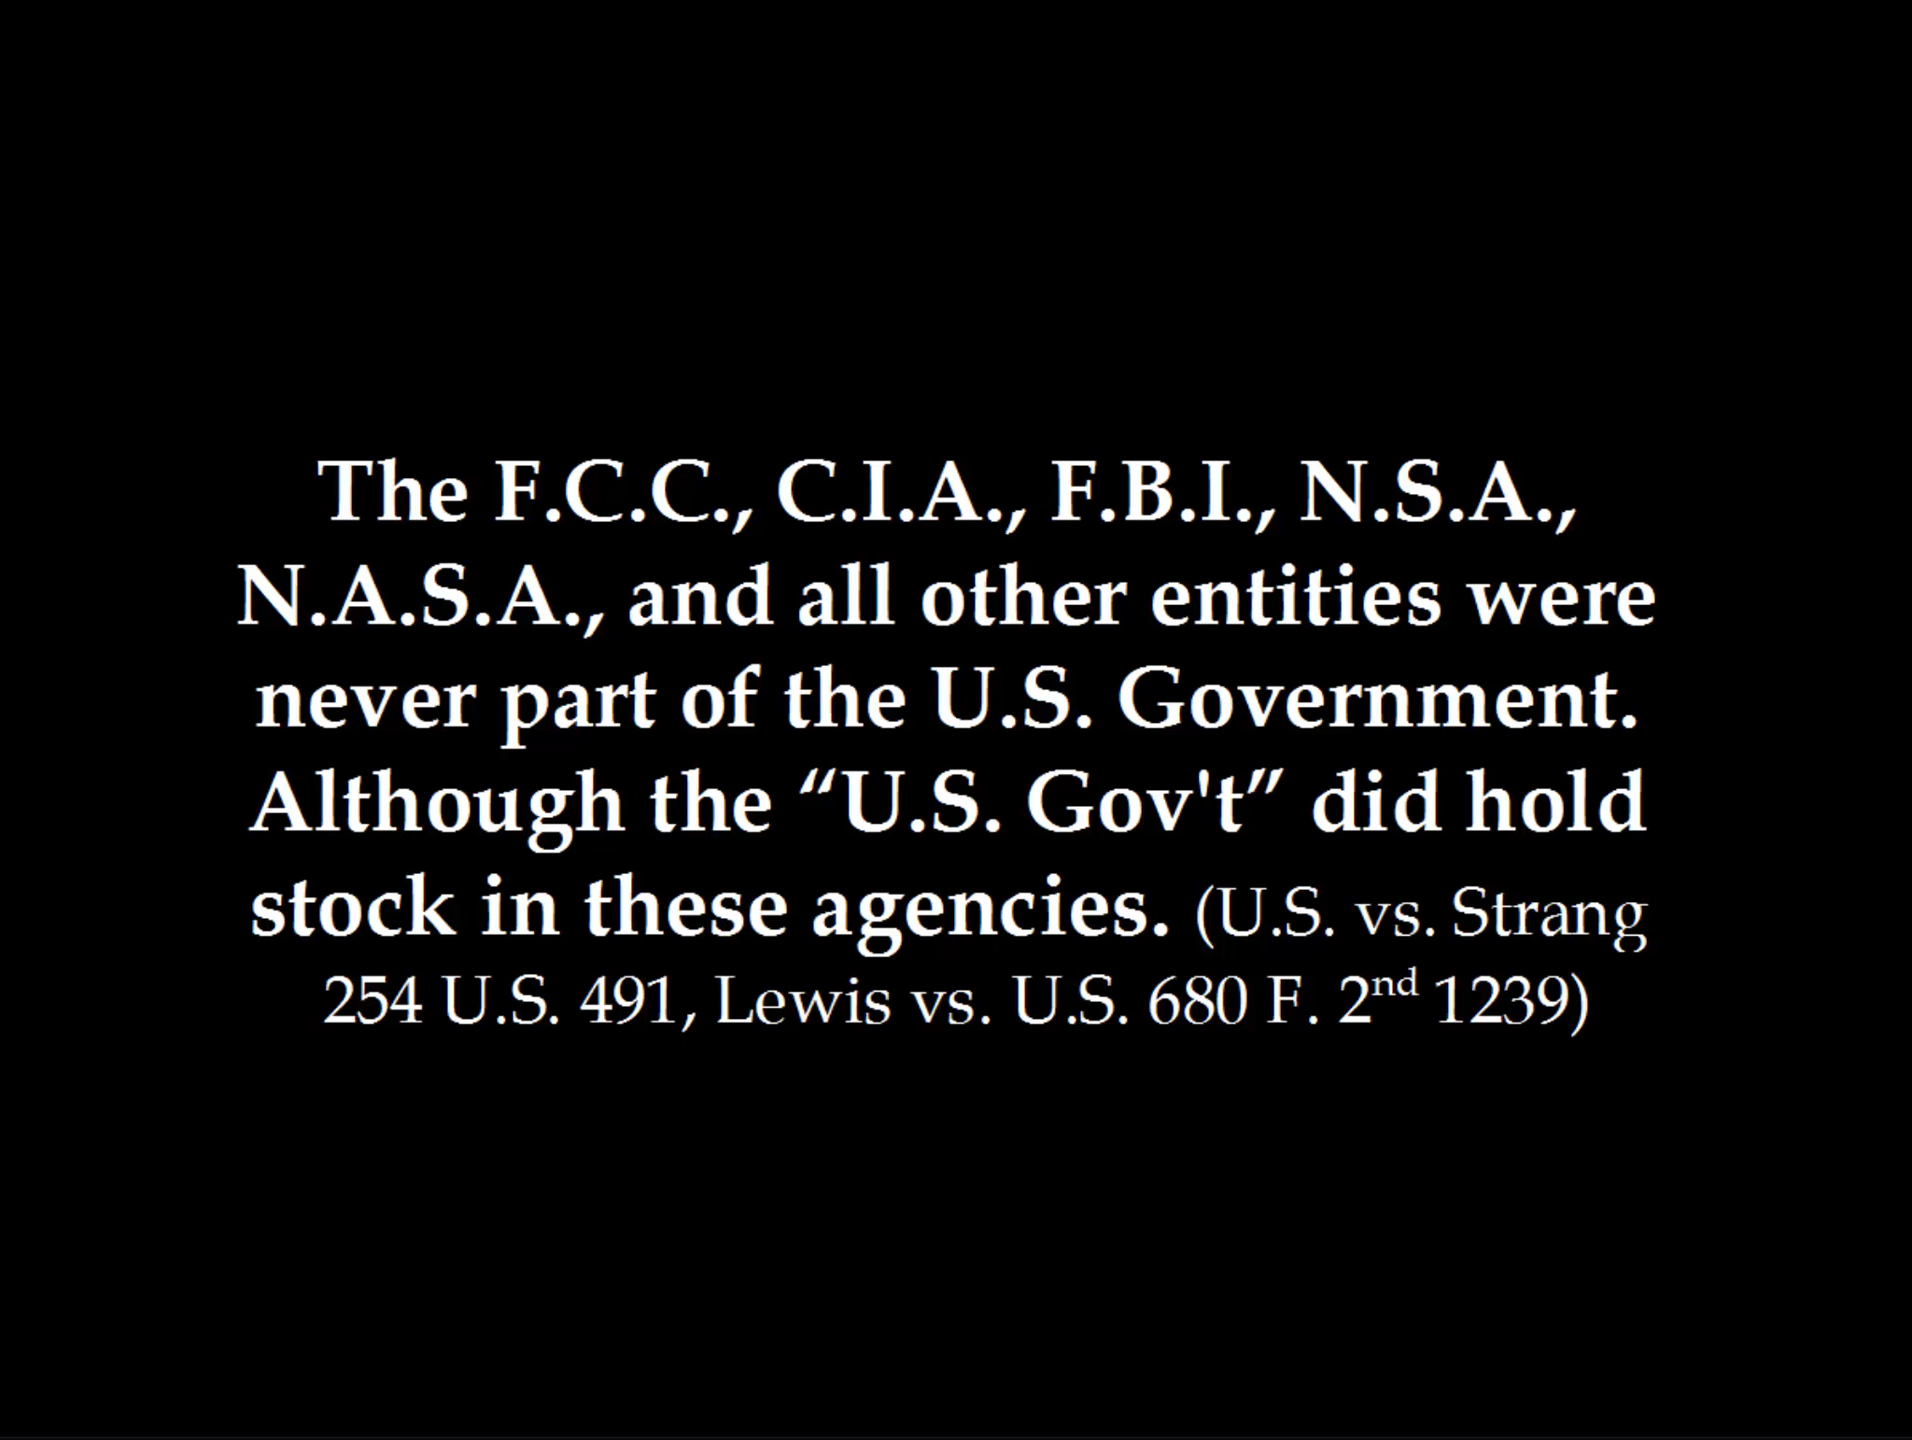 The F.C.C., C.I.A., F.B.I., N.S.A.,
N.A.S.A., and all other entities were
never part of the U.S. Government.
Although the “U.S. Gov't” did hold
stock in these agencies. (U.S. vs. Strang
254 U.S. 491, Lewis vs. U.S. 680 F. 2nd 1239)